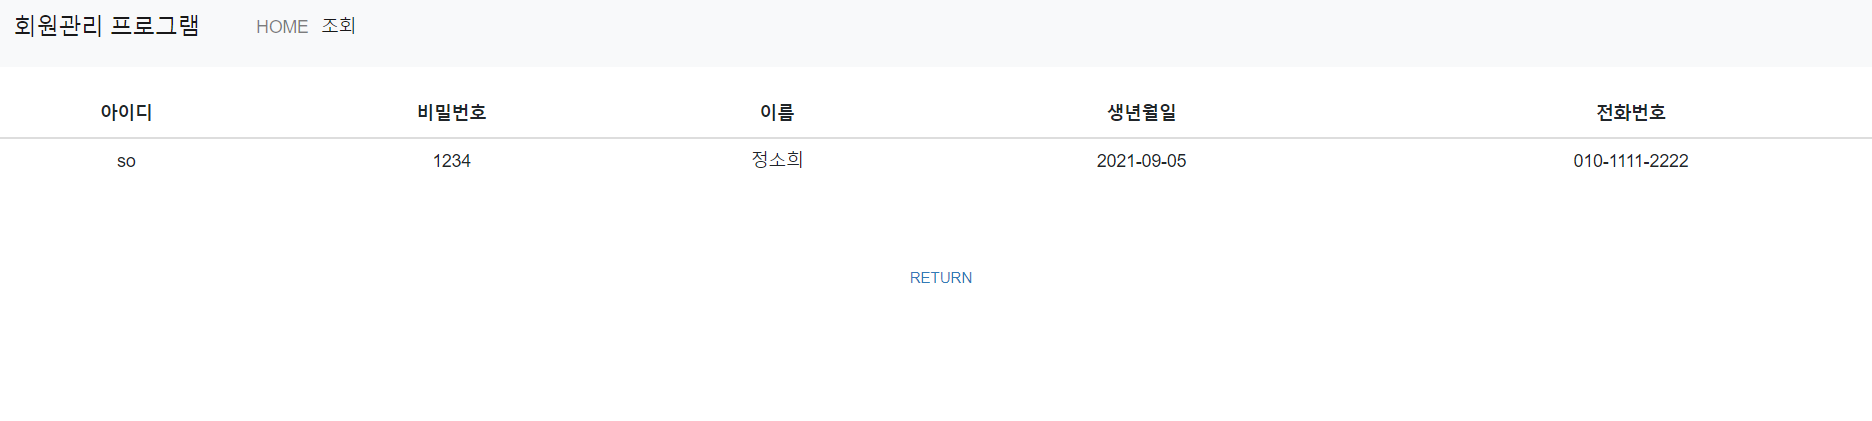 회원관리 프로그램 HOME 조회
아이디 비밀번호 이름 생년월일 전화번호
so 1234 정소희 2021-09-05 010-1111-2222
RETURN